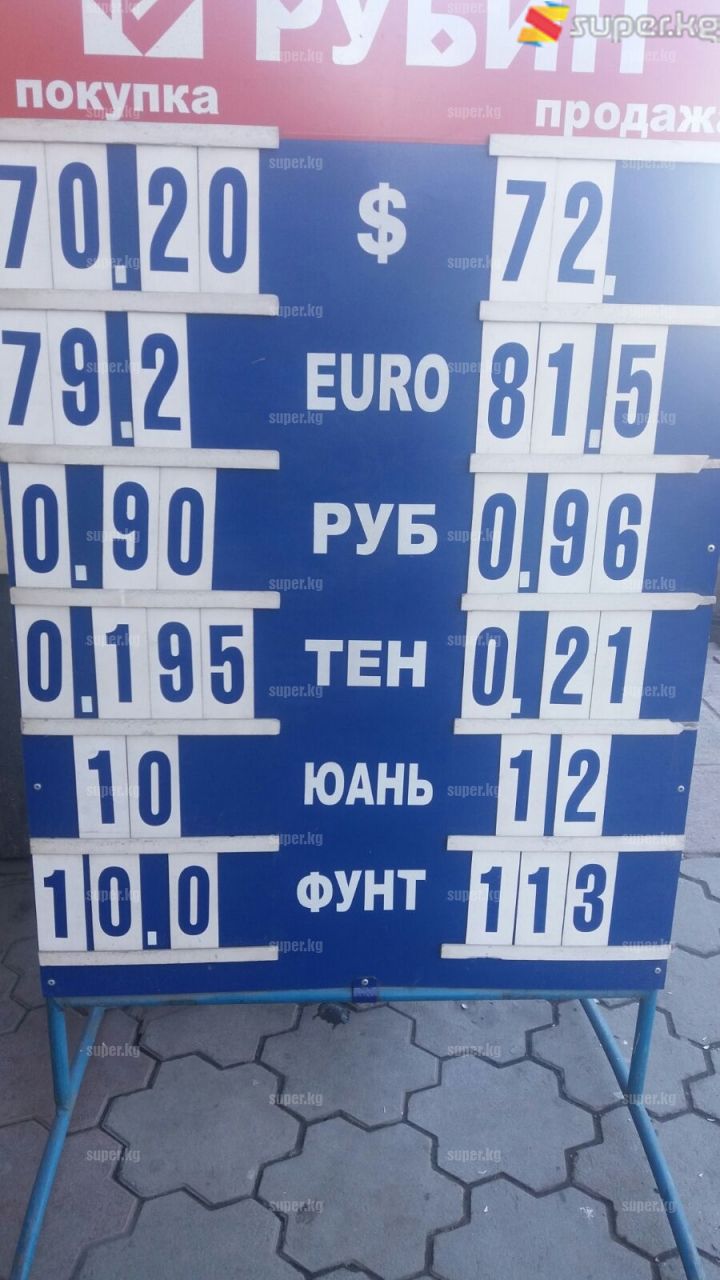 РУБИН
super.kg
покупка продажа
70.20 $ 72.
79.2 EURO 81.5
0.90 РУБ 0.96
0.195 ТЕН 0.21
10 ЮАНЬ 12
10.0 ФУНТ 113